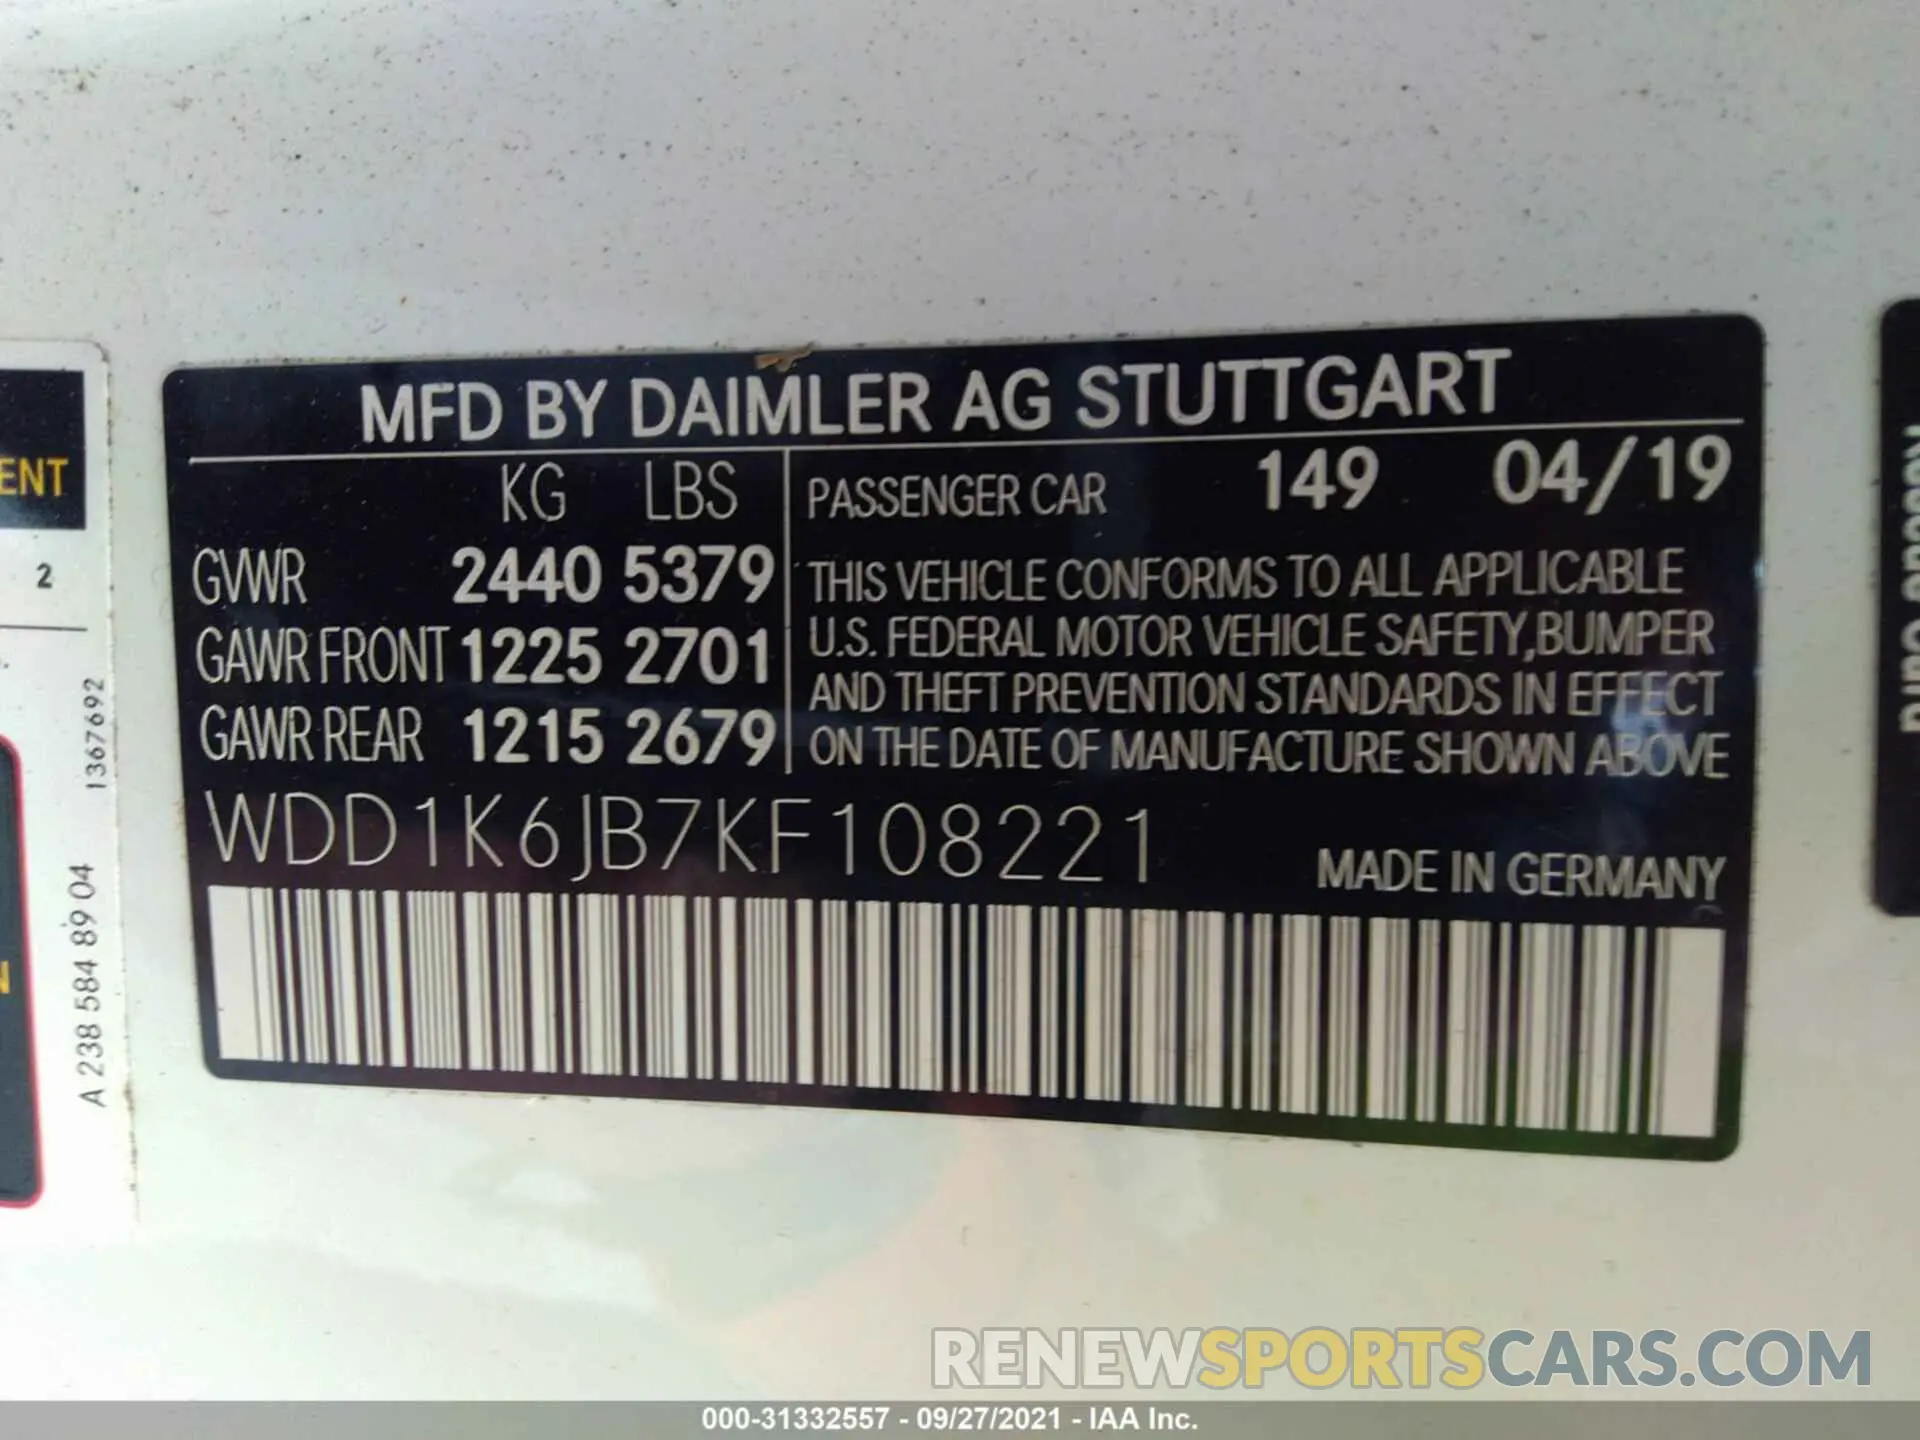 MFD BY DAIMLER AG STUTTGART
KG LBS
GVWR 2440 5379
GAWR FRONT 1225 2701
GAWR REAR 1215 2679
PASSENGER CAR 149 04/19
THIS VEHICLE CONFORMS TO ALL APPLICABLE
U.S. FEDERAL MOTOR VEHICLE SAFETY,BUMPER
AND THEFT PREVENTION STANDARDS IN EFFECT
ON THE DATE OF MANUFACTURE SHOWN ABOVE
WDD1K6JB7KF108221
MADE IN GERMANY
ENT
2
1367692
A 238 584 89 04
N
RENEWSPORTSCARS.COM
000-31332557 - 09/27/2021 - IAA Inc.